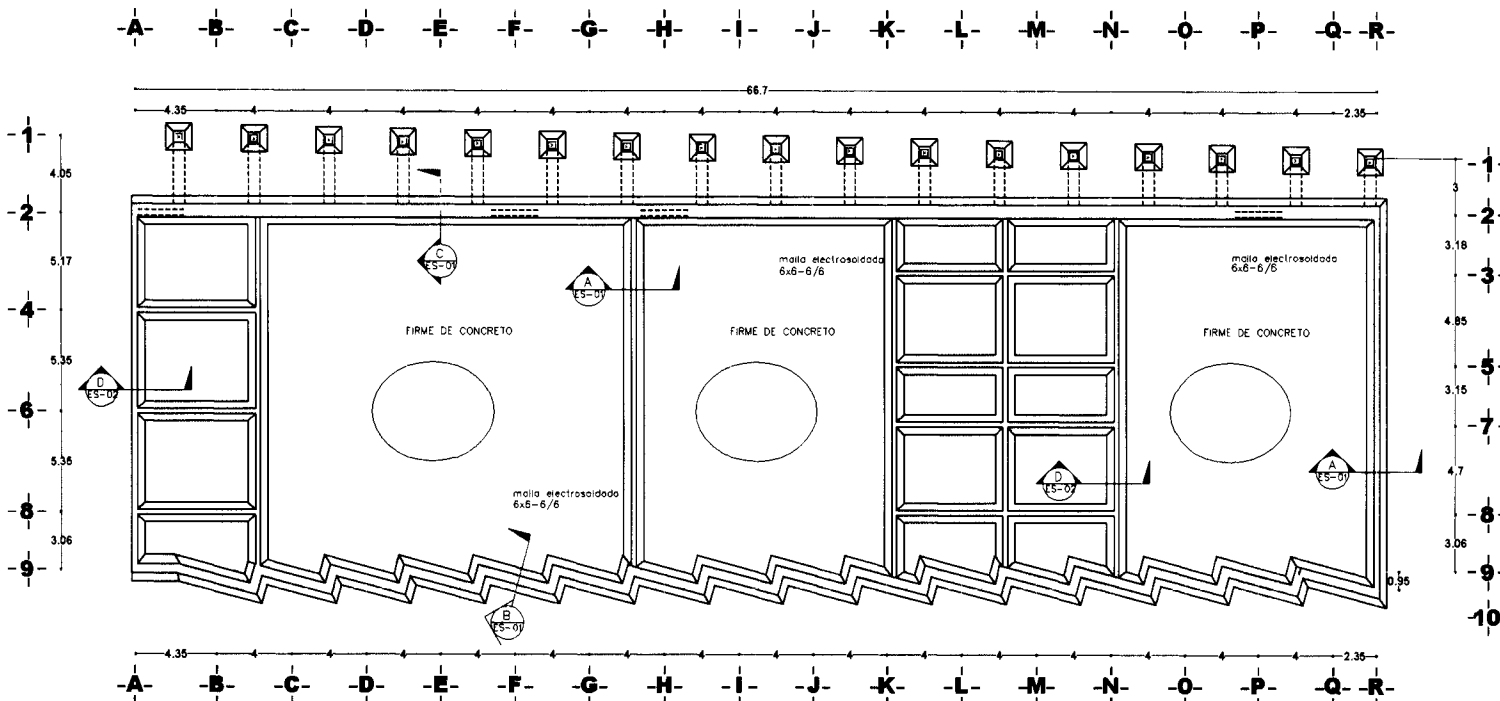 -A- -B- -C- -D- -E- -F- -G- -H- -I- -J- -K- -L- -M- -N- -O- -P- -Q- -R-
66.7
4.35 4 4 4 4 4 4 4 4 4 4 4 4 4 4 4 2.35
-1- -1-
4.05 3
-2- -2-
5.17 3.18
C
ES-01
malla electrosoldada
6x6-6/6
malla electrosoldada
6x6-6/6
-3-
A
ES-01
-4-
4.85
FIRME DE CONCRETO FIRME DE CONCRETO FIRME DE CONCRETO
5.35
-5-
D
ES-02
3.15
-6-
-7-
5.35
A
ES-01
4.7
D
ES-02
malla electrosoldada
6x6-6/6
-8- -8-
3.06 3.06
-9- -9-
0.95
B
ES-01
-10-
4.35 4 4 4 4 4 4 4 4 4 4 4 4 4 4 4 2.35
-A- -B- -C- -D- -E- -F- -G- -H- -I- -J- -K- -L- -M- -N- -O- -P- -Q- -R-